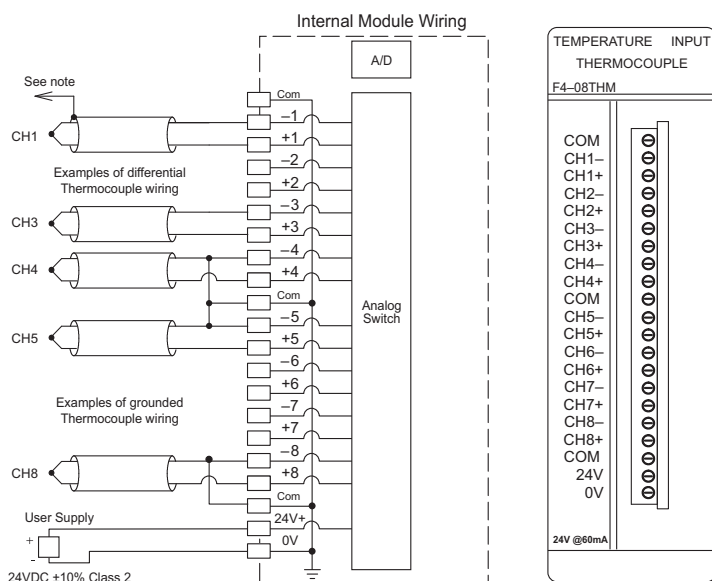 Internal Module Wiring
A/D
See note
Com
CH1
–1
+1
Examples of differential
Thermocouple wiring
–2
+2
CH3
–3
+3
CH4
–4
+4
Com
Analog
Switch
CH5
–5
+5
–6
+6
Examples of grounded
Thermocouple wiring
–7
+7
CH8
–8
+8
Com
User Supply
24V+
+
0V
-
24VDC +10% Class 2
TEMPERATURE INPUT
THERMOCOUPLE
F4–08THM
COM
CH1–
CH1+
CH2–
CH2+
CH3–
CH3+
CH4–
CH4+
COM
CH5–
CH5+
CH6–
CH6+
CH7–
CH7+
CH8–
CH8+
COM
24V
0V
24V @60mA